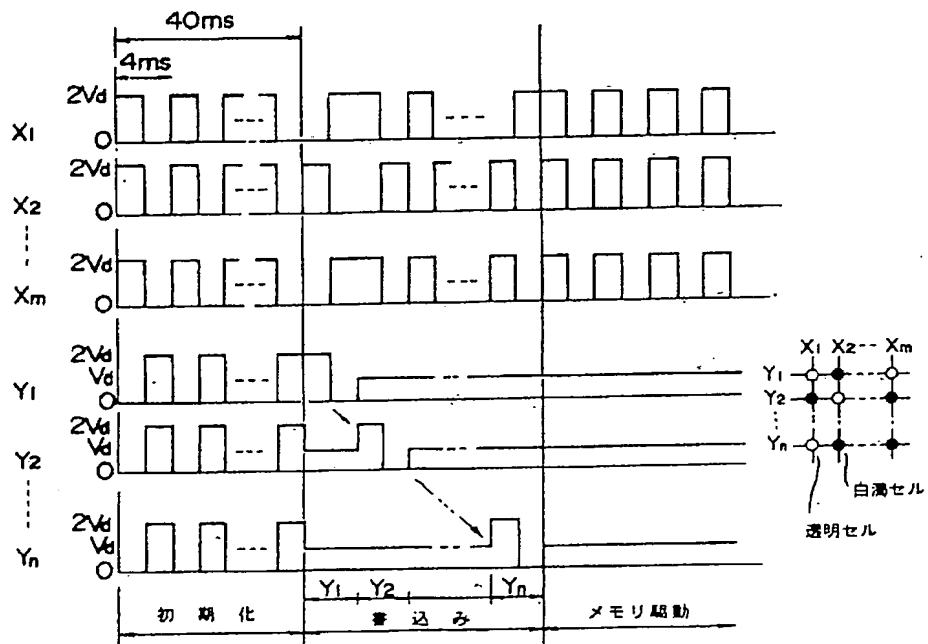 40ms
4ms
2Vd
X1
0
2Vd
X2
0
2Vd
Xm
0
2Vd
Vd
Y1
0
2Vd
Vd
Y2
0
2Vd
Vd
Yn
0
Y1 Y2 Yn
初期化 書込み メモリ駆動
X1 X2 Xm
Y1
Y2
Yn
白濁セル
透明セル